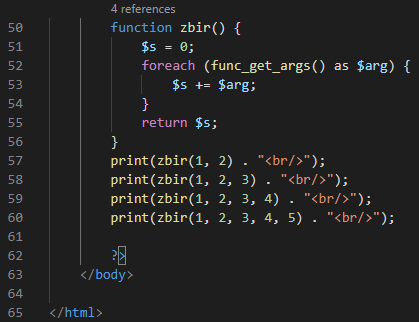 4 references
50 function zbir() {
51 $s = 0;
52 foreach (func_get_args() as $arg) {
53 $s += $arg;
54 }
55 return $s;
56 }
57 print(zbir(1, 2) . "<br/>");
58 print(zbir(1, 2, 3) . "<br/>");
59 print(zbir(1, 2, 3, 4) . "<br/>");
60 print(zbir(1, 2, 3, 4, 5) . "<br/>");
61
62 ?>
63 </body>
64
65 </html>